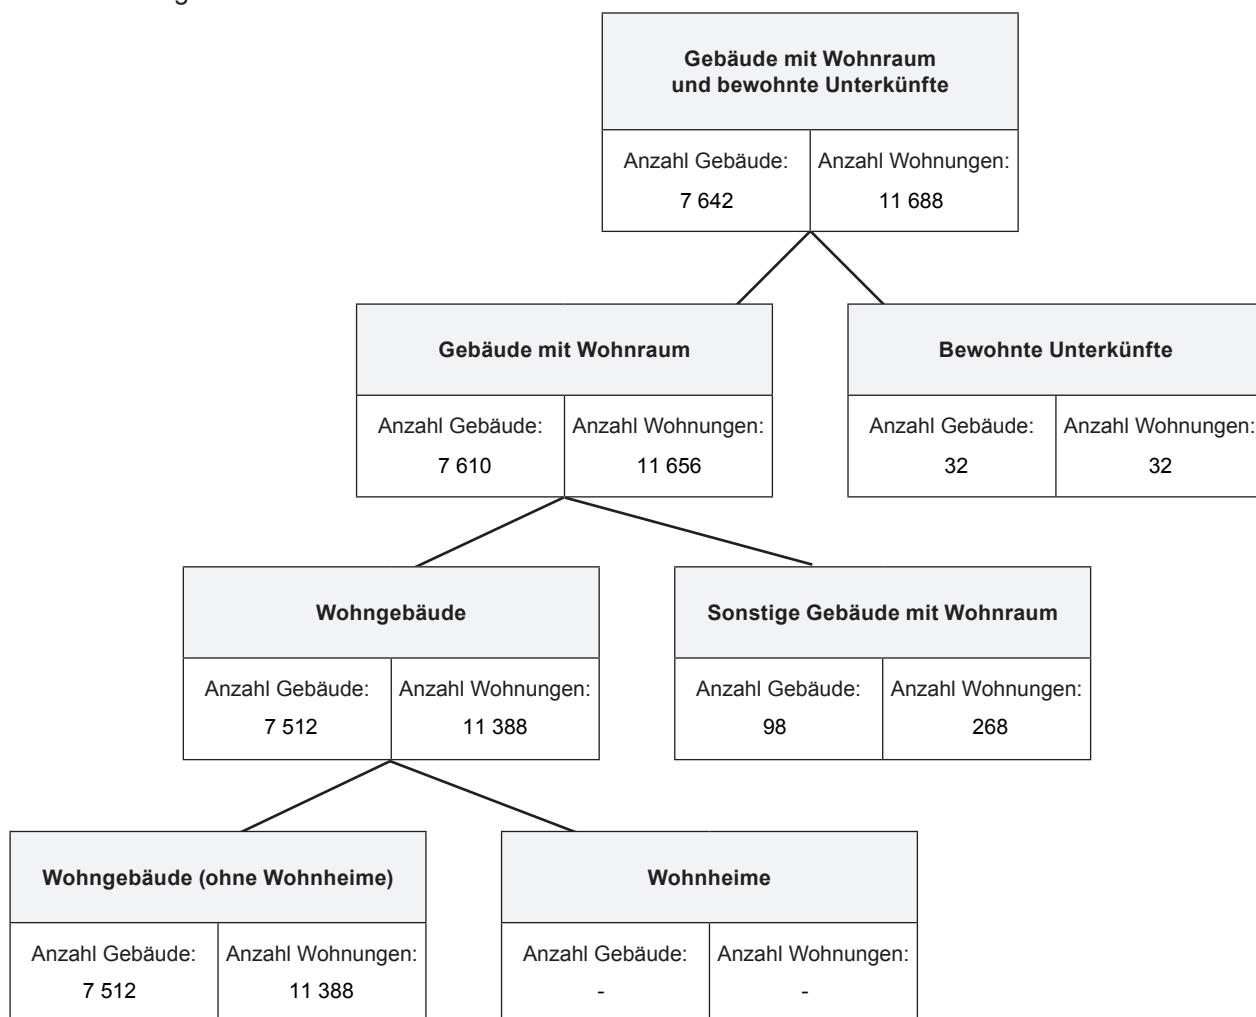 Gebäude mit Wohnraum
und bewohnte Unterkünfte
Anzahl Gebäude: Anzahl Wohnungen:
7 642 11 688
Gebäude mit Wohnraum
Anzahl Gebäude: Anzahl Wohnungen:
7 610 11 656
Bewohnte Unterkünfte
Anzahl Gebäude: Anzahl Wohnungen:
32 32
Wohngebäude
Anzahl Gebäude: Anzahl Wohnungen:
7 512 11 388
Sonstige Gebäude mit Wohnraum
Anzahl Gebäude: Anzahl Wohnungen:
98 268
Wohngebäude (ohne Wohnheime)
Anzahl Gebäude: Anzahl Wohnungen:
7 512 11 388
Wohnheime
Anzahl Gebäude: Anzahl Wohnungen:
- -